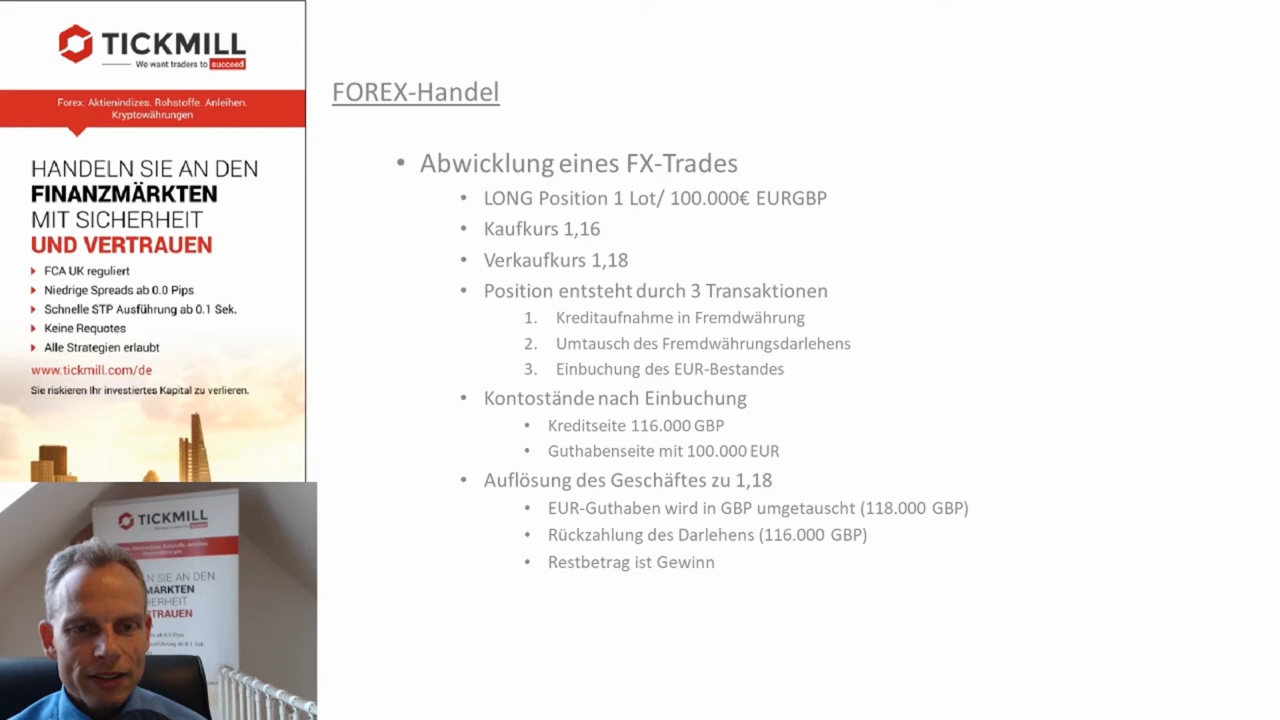 TICKMILL
We want traders to succeed
Forex. Aktienindizes. Rohstoffe. Anleihen.
Kryptowährungen
HANDELN SIE AN DEN
FINANZMÄRKTEN
MIT SICHERHEIT
UND VERTRAUEN
FCA UK reguliert
Niedrige Spreads ab 0.0 Pips
Schnelle STP Ausführung ab 0.1 Sek.
Keine Requotes
Alle Strategien erlaubt
www.tickmill.com/de
Sie riskieren Ihr investiertes Kapital zu verlieren.
FOREX-Handel
• Abwicklung eines FX-Trades
• LONG Position 1 Lot/ 100.000€ EURGBP
• Kaufkurs 1,16
• Verkaufkurs 1,18
• Position entsteht durch 3 Transaktionen
1. Kreditaufnahme in Fremdwährung
2. Umtausch des Fremdwährungsdarlehens
3. Einbuchung des EUR-Bestandes
• Kontostände nach Einbuchung
• Kreditseite 116.000 GBP
• Guthabenseite mit 100.000 EUR
• Auflösung des Geschäftes zu 1,18
• EUR-Guthaben wird in GBP umgetauscht (118.000 GBP)
• Rückzahlung des Darlehens (116.000 GBP)
• Restbetrag ist Gewinn
TICKMILL
N SIE AN DEN
MÄRKTEN
HERHEIT
RTRAUEN